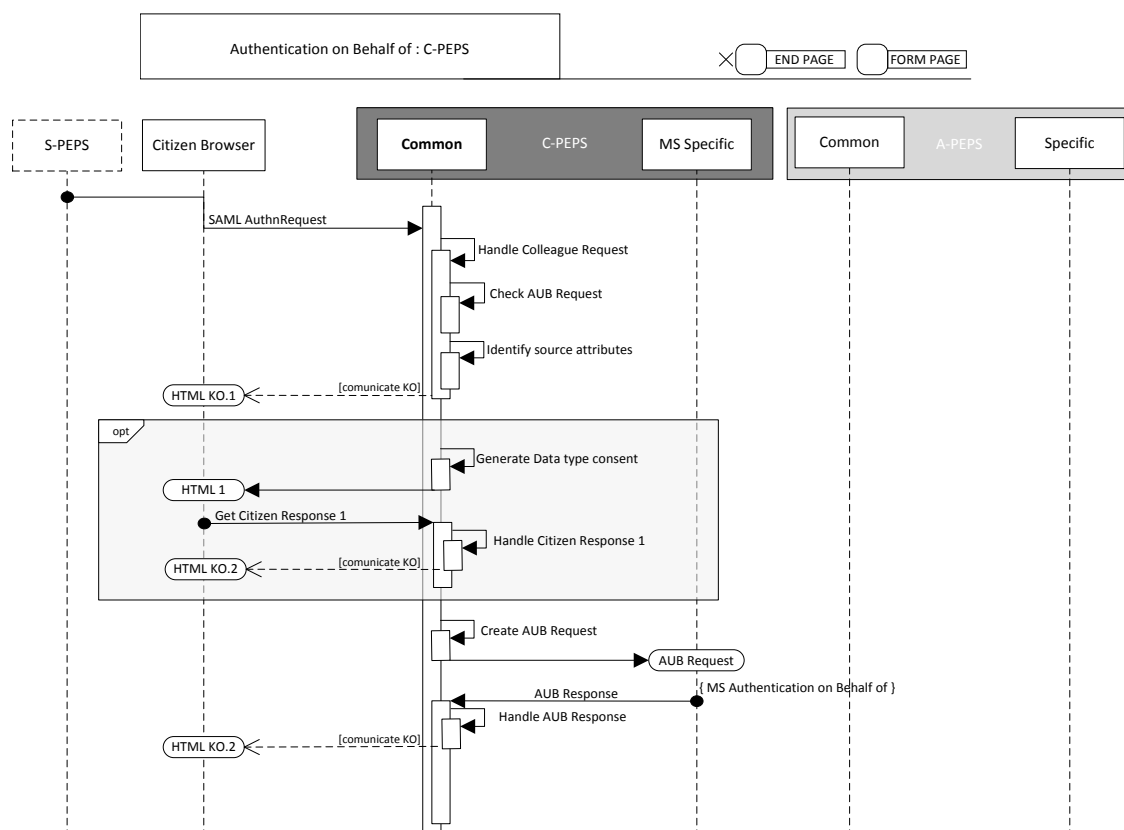 Authentication on Behalf of : C-PEPS
END PAGE
FORM PAGE
S-PEPS
Citizen Browser
Common
C-PEPS
MS Specific
Common
A-PEPS
Specific
SAML AuthnRequest
Handle Colleague Request
Check AUB Request
Identify source attributes
[comunicate KO]
HTML KO.1
opt
Generate Data type consent
HTML 1
Get Citizen Response 1
Handle Citizen Response 1
[comunicate KO]
HTML KO.2
Create AUB Request
AUB Request
{ MS Authentication on Behalf of }
AUB Response
Handle AUB Response
[comunicate KO]
HTML KO.2